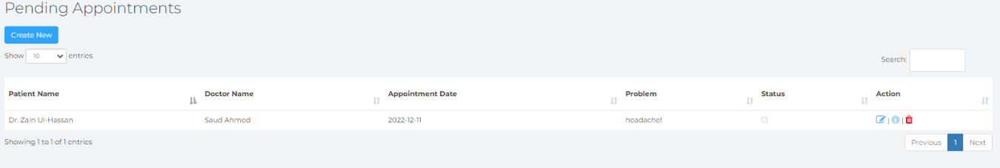 Pending Appointments
Create New
Show 10 entries
Search:
Patient Name Doctor Name Appointment Date Problem Status Action
Dr. Zain Ul-Hassan Saud Ahmed 2022-12-11 headache! | |
Showing 1 to 1 of 1 entries
Previous 1 Next